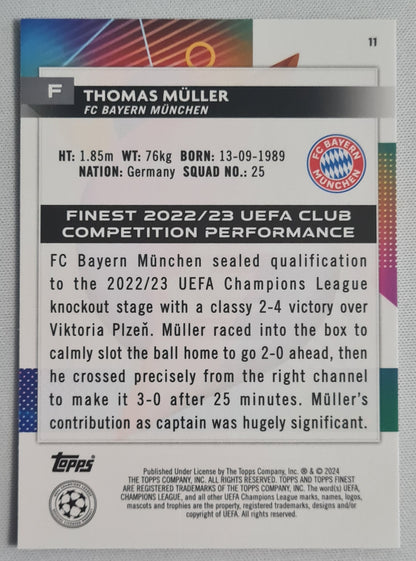 11
F
THOMAS MÜLLER
FC BAYERN MÜNCHEN
HT: 1.85m WT: 76kg BORN: 13-09-1989
NATION: Germany SQUAD NO.: 25
FC BAYERN
MÜNCHEN
FINEST 2022/23 UEFA CLUB
COMPETITION PERFORMANCE
FC Bayern München sealed qualification
to the 2022/23 UEFA Champions League
knockout stage with a classy 2-4 victory over
Viktoria Plzeň. Müller raced into the box to
calmly slot the ball home to go 2-0 ahead, then
he crossed precisely from the right channel
to make it 3-0 after 25 minutes. Müller's
contribution as captain was hugely significant.
Topps
Published Under License by The Topps Company, Inc. ® & © 2024
THE TOPPS COMPANY, INC. ALL RIGHTS RESERVED. TOPPS AND TOPPS FINEST
ARE REGISTERED TRADEMARKS OF THE TOPPS COMPANY, INC. The word(s) UEFA,
CHAMPIONS LEAGUE, and all other UEFA Champions League marks, names, logos,
mascots and trophies are the property, registered trademarks, designs and/or
copyright of UEFA. All rights reserved.